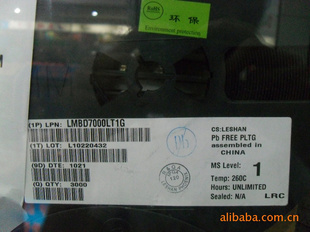 RoHS
环保
Environment protecting
(1P) LPN: LMBD7000LT1G
(1T) LOT: L10220432
(9D) DTE: 1021
(Q) QTY: 3000
CS: LESHAN
Pb FREE PLTG
assembled in
CHINA
MS Level: 1
Temp: 260C
Hours: UNLIMITED
Sealed: N/A LRC
alibaba.com.cn